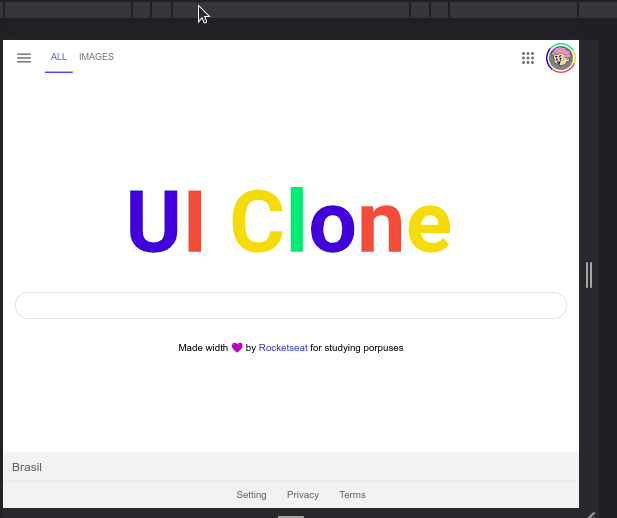 ALL IMAGES
UI Clone
Made width 💜 by Rocketseat for studying porpuses
Brasil
Setting Privacy Terms